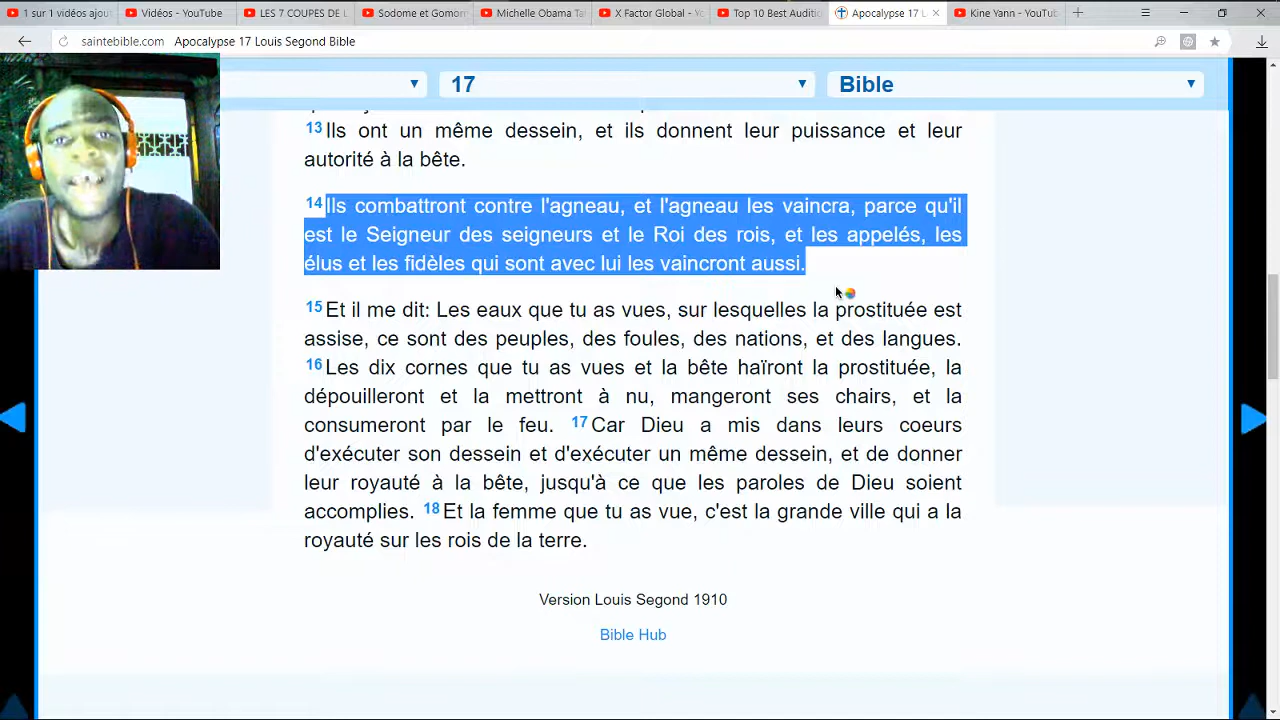 1 sur 1 vidéos ajout
Vidéos - YouTube
LES 7 COUPES DE L
Sodome et Gomorr
Michelle Obama Ta
X Factor Global - Yo
Top 10 Best Auditio
Apocalypse 17 L
Kine Yann - YouTub
saintebible.com Apocalypse 17 Louis Segond Bible
17
Bible
13 Ils ont un même dessein, et ils donnent leur puissance et leur
autorité à la bête.
14 Ils combattront contre l'agneau, et l'agneau les vaincra, parce qu'il
est le Seigneur des seigneurs et le Roi des rois, et les appelés, les
élus et les fidèles qui sont avec lui les vaincront aussi.
15 Et il me dit: Les eaux que tu as vues, sur lesquelles la prostituée est
assise, ce sont des peuples, des foules, des nations, et des langues.
16 Les dix cornes que tu as vues et la bête haïront la prostituée, la
dépouilleront et la mettront à nu, mangeront ses chairs, et la
consumeront par le feu. 17 Car Dieu a mis dans leurs coeurs
d'exécuter son dessein et d'exécuter un même dessein, et de donner
leur royauté à la bête, jusqu'à ce que les paroles de Dieu soient
accomplies. 18 Et la femme que tu as vue, c'est la grande ville qui a la
royauté sur les rois de la terre.
Version Louis Segond 1910
Bible Hub